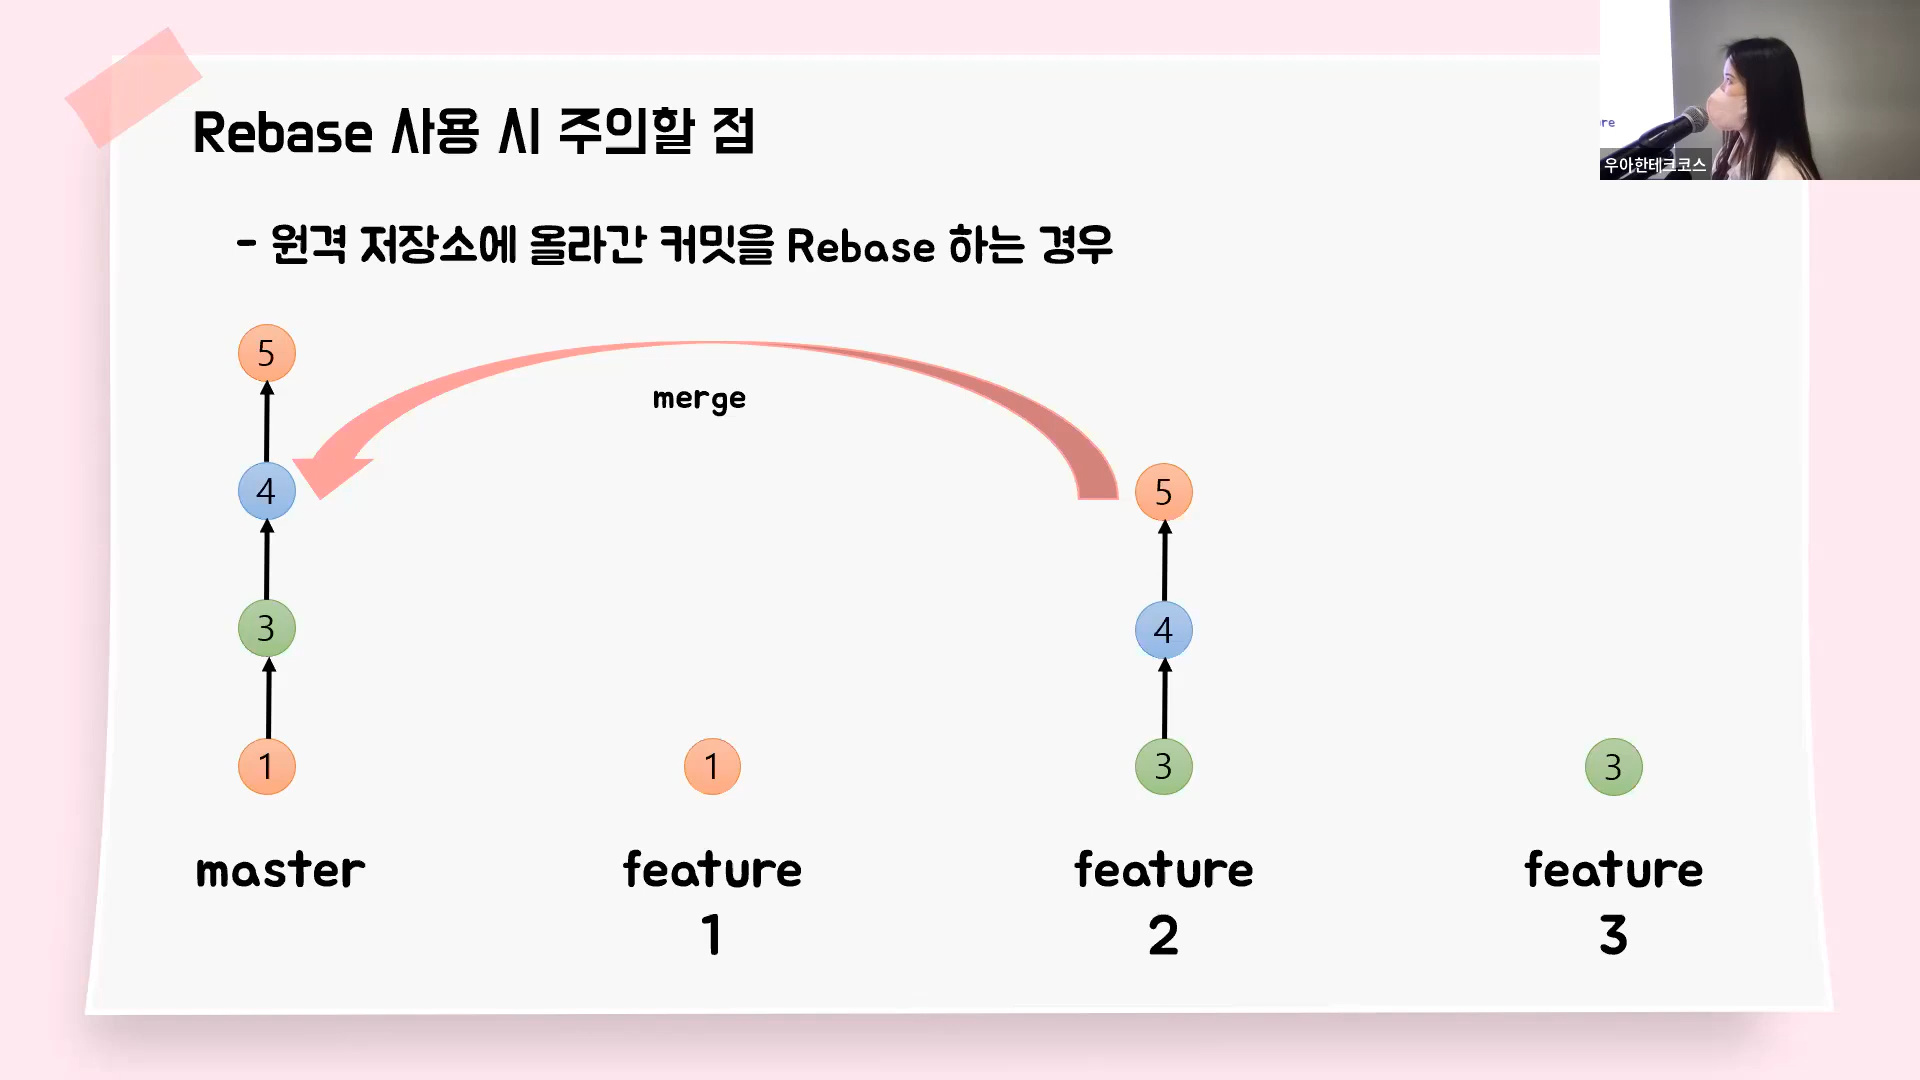 Rebase 사용 시 주의할 점
re
우아한테크코스
- 원격 저장소에 올라간 커밋을 Rebase 하는 경우
5
merge
4
5
3
4
1
1
3
3
master
feature
1
feature
2
feature
3